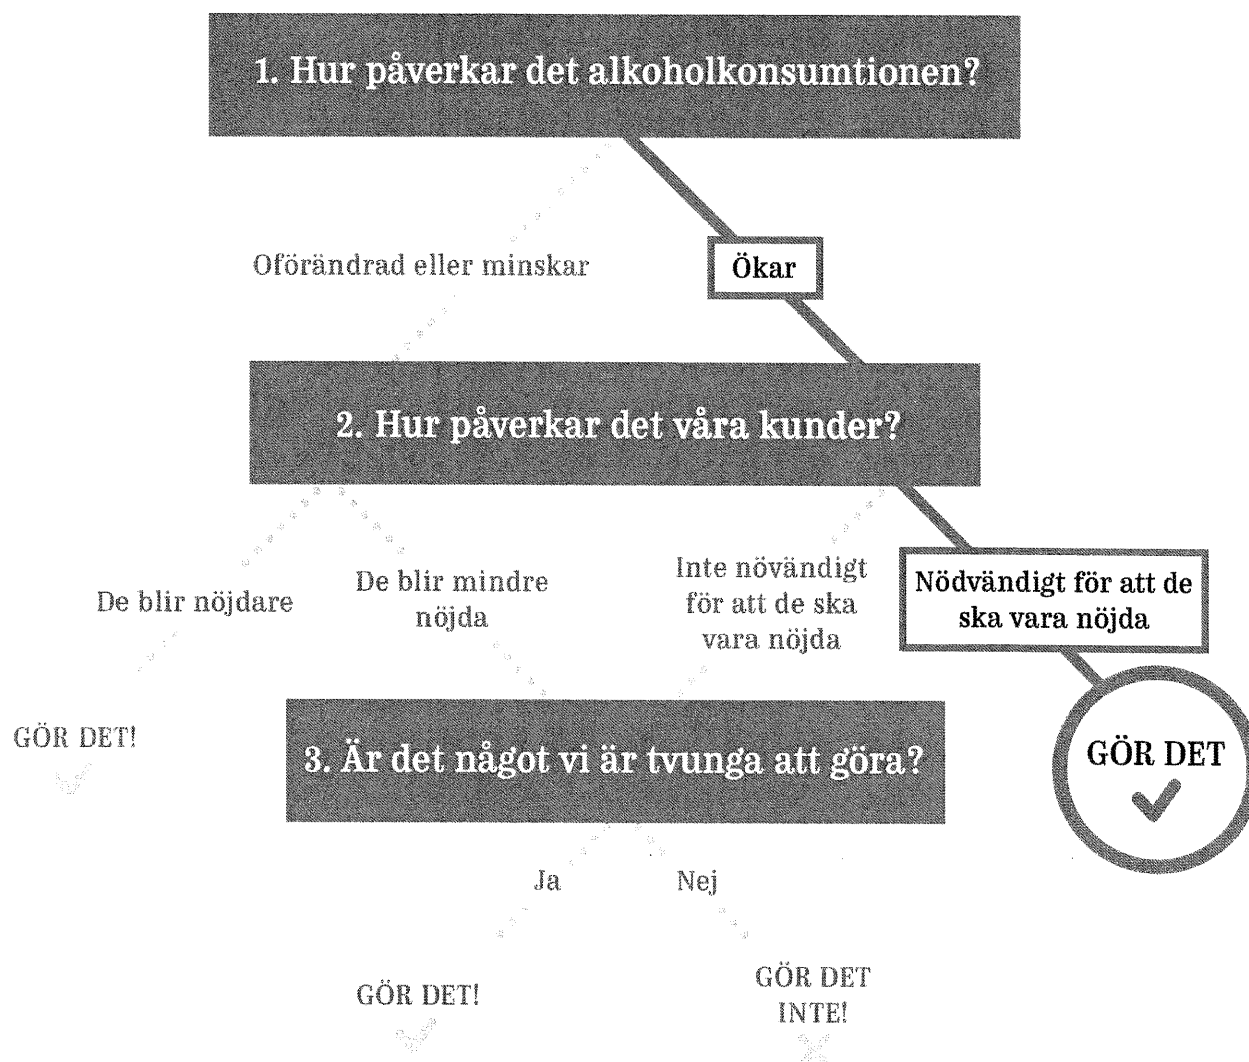 1. Hur påverkar det alkoholkonsumtionen?
Oförändrad eller minskar
Ökar
2. Hur påverkar det våra kunder?
De blir nöjdare
De blir mindre
nöjda
Inte növändigt
för att de ska
vara nöjda
Nödvändigt för att de
ska vara nöjda
GÖR DET!
3. Är det något vi är tvunga att göra?
GÖR DET
Ja
Nej
GÖR DET!
GÖR DET
INTE!